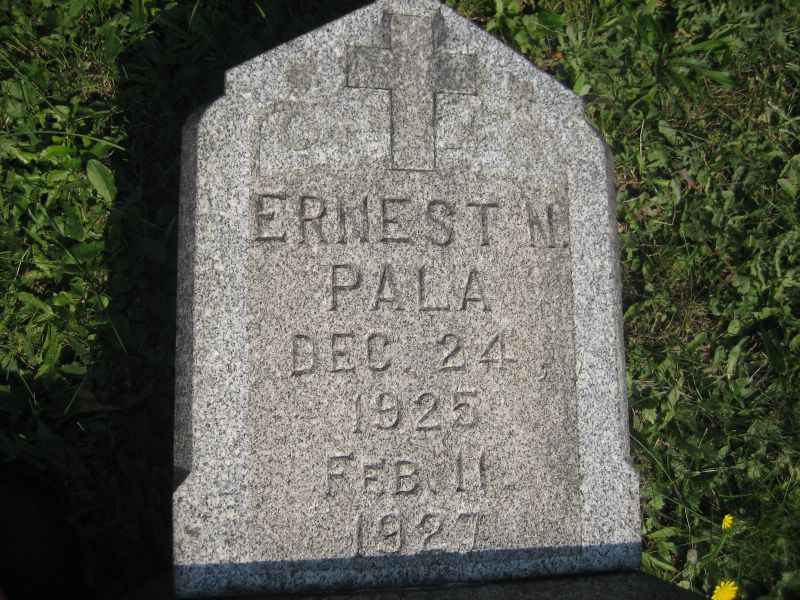 ERNEST N.
PALA
DEC. 24,
1925
FEB. 11
1927